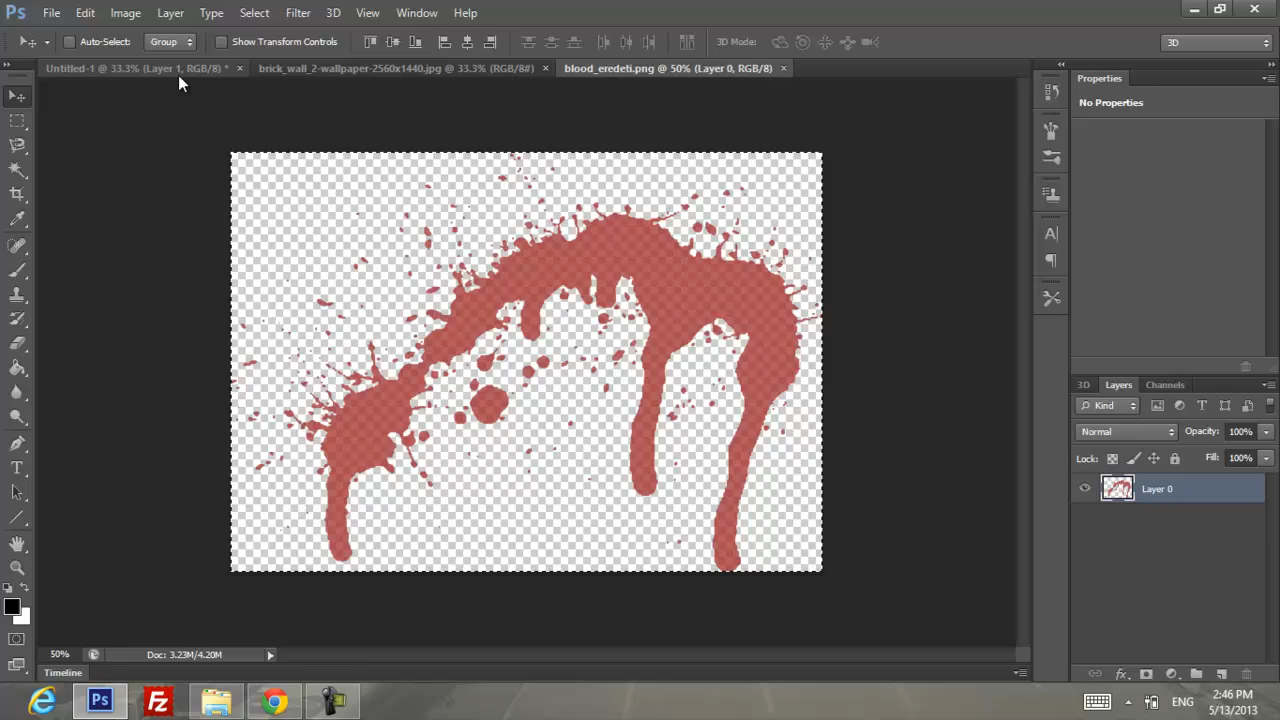 Ps File Edit Image Layer Type Select Filter 3D View Window Help
Auto-Select: Group Show Transform Controls 3D Mode: 3D
Untitled-1 @ 33.3% (Layer 1, RGB/8) * × brick_wall_2-wallpaper-2560x1440.jpg @ 33.3% (RGB/8#) × blood_eredeti.png @ 50% (Layer 0, RGB/8) ×
Properties
No Properties
3D Layers Channels
Kind
Normal Opacity: 100%
Lock: Fill: 100%
Layer 0
50% Doc: 3.23M/4.20M
Timeline
Ps Fz ENG 2:46 PM
5/13/2013